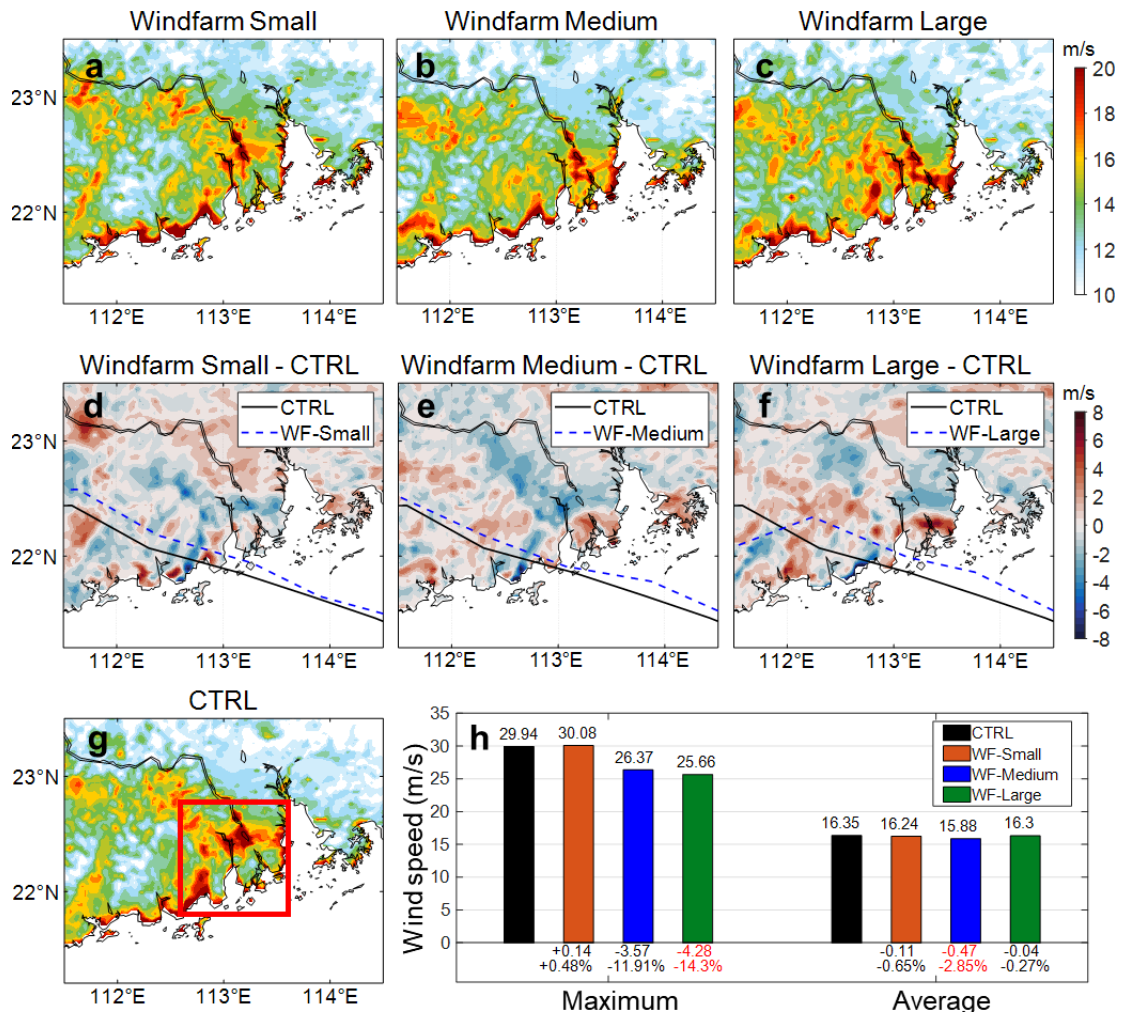 Windfarm Small
Windfarm Medium
Windfarm Large
a
b
c
m/s
20
18
16
14
12
10
23°N
22°N
112°E
113°E
114°E
112°E
113°E
114°E
112°E
113°E
114°E
Windfarm Small - CTRL
Windfarm Medium - CTRL
Windfarm Large - CTRL
d
CTRL
WF-Small
e
CTRL
WF-Medium
f
CTRL
WF-Large
m/s
8
6
4
2
0
-2
-4
-6
-8
23°N
22°N
112°E
113°E
114°E
112°E
113°E
114°E
112°E
113°E
114°E
CTRL
g
23°N
22°N
112°E
113°E
114°E
h
Wind speed (m/s)
35
30
25
20
15
10
5
0
CTRL
WF-Small
WF-Medium
WF-Large
29.94
30.08
26.37
25.66
16.35
16.24
15.88
16.3
+0.14
+0.48%
-3.57
-11.91%
-4.28
-14.3%
-0.11
-0.65%
-0.47
-2.85%
-0.04
-0.27%
Maximum
Average